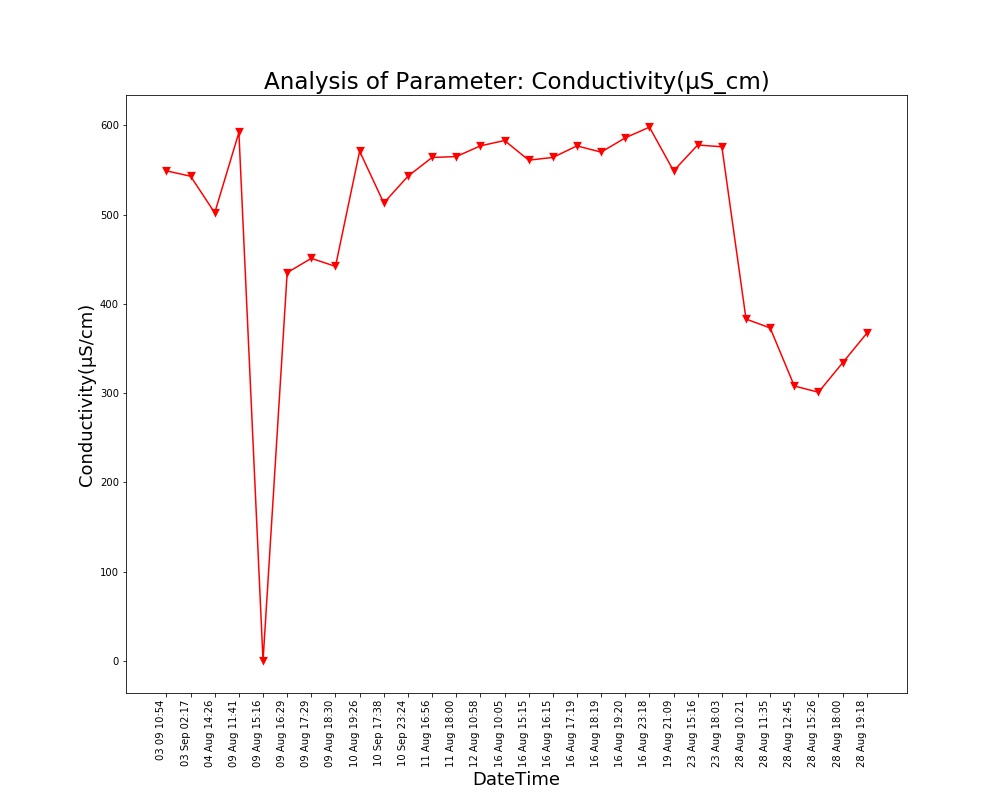 Analysis of Parameter: Conductivity(µS_cm)
Conductivity(µS/cm)
600
500
400
300
200
100
0
03 09 10:54
03 Sep 02:17
04 Aug 14:26
09 Aug 11:41
09 Aug 15:16
09 Aug 16:29
09 Aug 17:29
09 Aug 18:30
10 Aug 19:26
10 Sep 17:38
10 Sep 23:24
11 Aug 16:56
11 Aug 18:00
12 Aug 10:58
16 Aug 10:05
16 Aug 15:15
16 Aug 16:15
16 Aug 17:19
16 Aug 18:19
16 Aug 19:20
16 Aug 23:18
19 Aug 21:09
23 Aug 15:16
23 Aug 18:03
28 Aug 10:21
28 Aug 11:35
28 Aug 12:45
28 Aug 15:26
28 Aug 18:00
28 Aug 19:18
DateTime